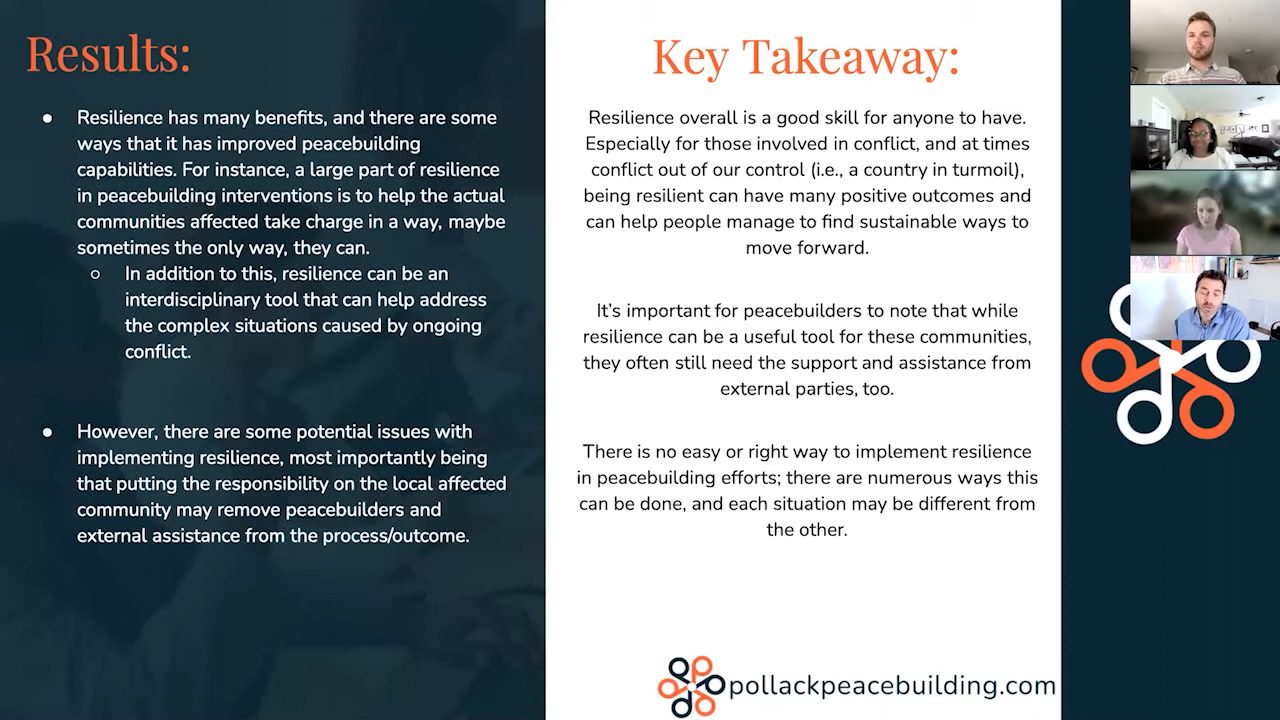 Results:
● Resilience has many benefits, and there are some
ways that it has improved peacebuilding
capabilities. For instance, a large part of resilience
in peacebuilding interventions is to help the actual
communities affected take charge in a way, maybe
sometimes the only way, they can.
○ In addition to this, resilience can be an
interdisciplinary tool that can help address
the complex situations caused by ongoing
conflict.
● However, there are some potential issues with
implementing resilience, most importantly being
that putting the responsibility on the local affected
community may remove peacebuilders and
external assistance from the process/outcome.
Key Takeaway:
Resilience overall is a good skill for anyone to have.
Especially for those involved in conflict, and at times
conflict out of our control (i.e., a country in turmoil),
being resilient can have many positive outcomes and
can help people manage to find sustainable ways to
move forward.
It’s important for peacebuilders to note that while
resilience can be a useful tool for these communities,
they often still need the support and assistance from
external parties, too.
There is no easy or right way to implement resilience
in peacebuilding efforts; there are numerous ways this
can be done, and each situation may be different from
the other.
pollackpeacebuilding.com